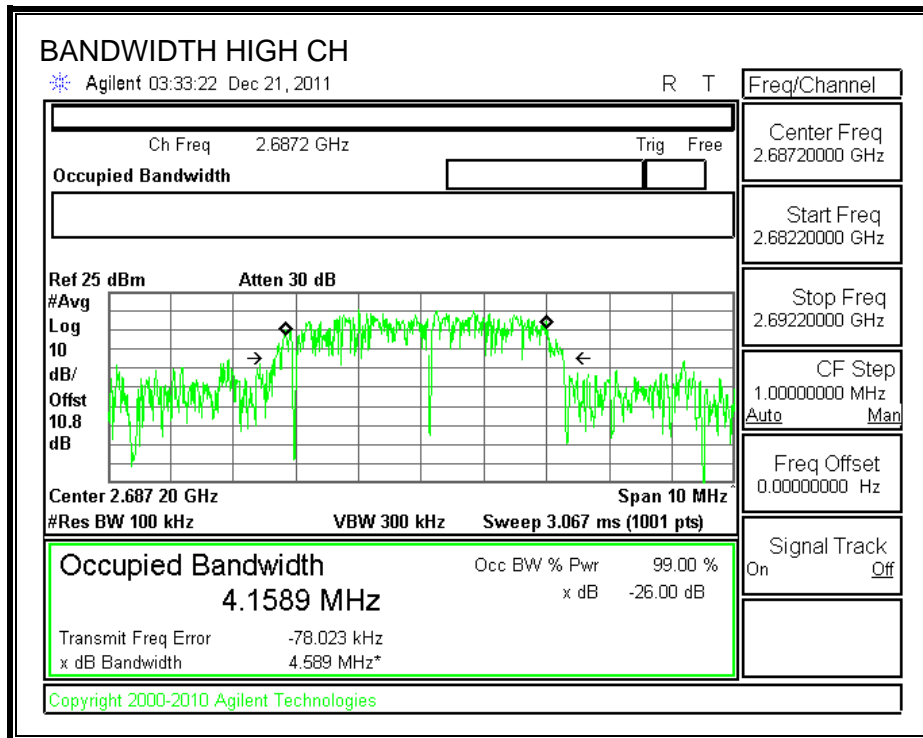 BANDWIDTH HIGH CH
Agilent 03:33:22 Dec 21, 2011 R T
Freq/Channel
Ch Freq 2.6872 GHz Trig Free
Occupied Bandwidth
Center Freq
2.68720000 GHz
Start Freq
2.68220000 GHz
Stop Freq
2.69220000 GHz
CF Step
1.00000000 MHz
Auto Man
Freq Offset
0.00000000 Hz
Signal Track
On Off
Ref 25 dBm Atten 30 dB
#Avg
Log
10
dB/
Offst
10.8
dB
Center 2.687 20 GHz Span 10 MHz^
#Res BW 100 kHz VBW 300 kHz Sweep 3.067 ms (1001 pts)
Occupied Bandwidth
4.1589 MHz
Occ BW % Pwr 99.00 %
x dB -26.00 dB
Transmit Freq Error -78.023 kHz
x dB Bandwidth 4.589 MHz*
Copyright 2000-2010 Agilent Technologies